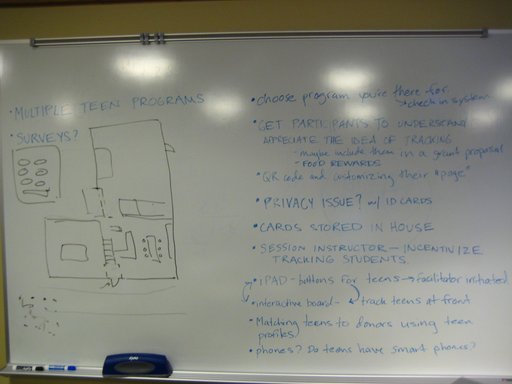 • MULTIPLE TEEN PROGRAMS
• SURVEYS?
• choose program you're there for.
→ check in system
• GET PARTICIPANTS TO UNDERSTAND/
APPRECIATE THE IDEA OF TRACKING
- maybe include them in a grant proposal
- FOOD REWARDS
• QR code and customizing their "page"
• PRIVACY ISSUE? w/ ID CARDS
• CARDS STORED IN HOUSE
• SESSION INSTRUCTOR — INCENTIVIZE
TRACKING STUDENTS.
• iPAD - buttons for teens → facilitator initiated
• interactive board - track teens at front
• Matching teens to donors using teen
profiles
• phones? Do teens have smart phones?